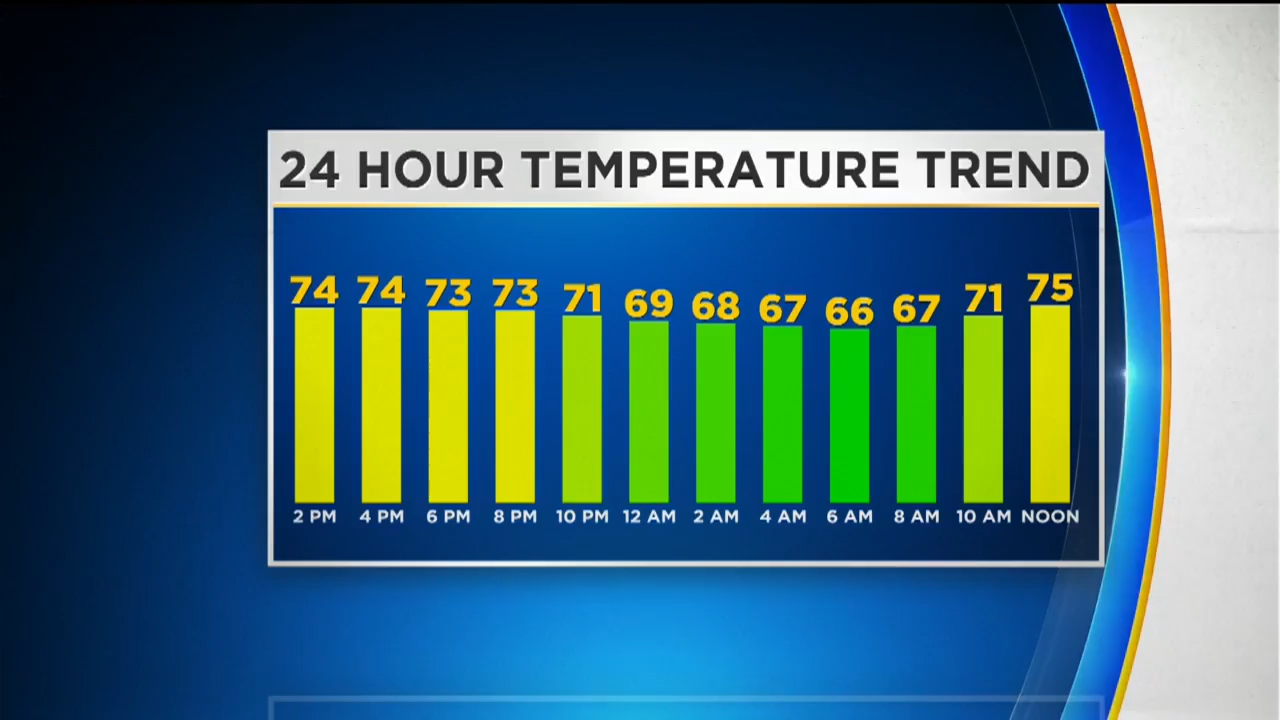 24 HOUR TEMPERATURE TREND
74 74 73 73 71 69 68 67 66 67 71 75
2 PM 4 PM 6 PM 8 PM 10 PM 12 AM 2 AM 4 AM 6 AM 8 AM 10 AM NOON